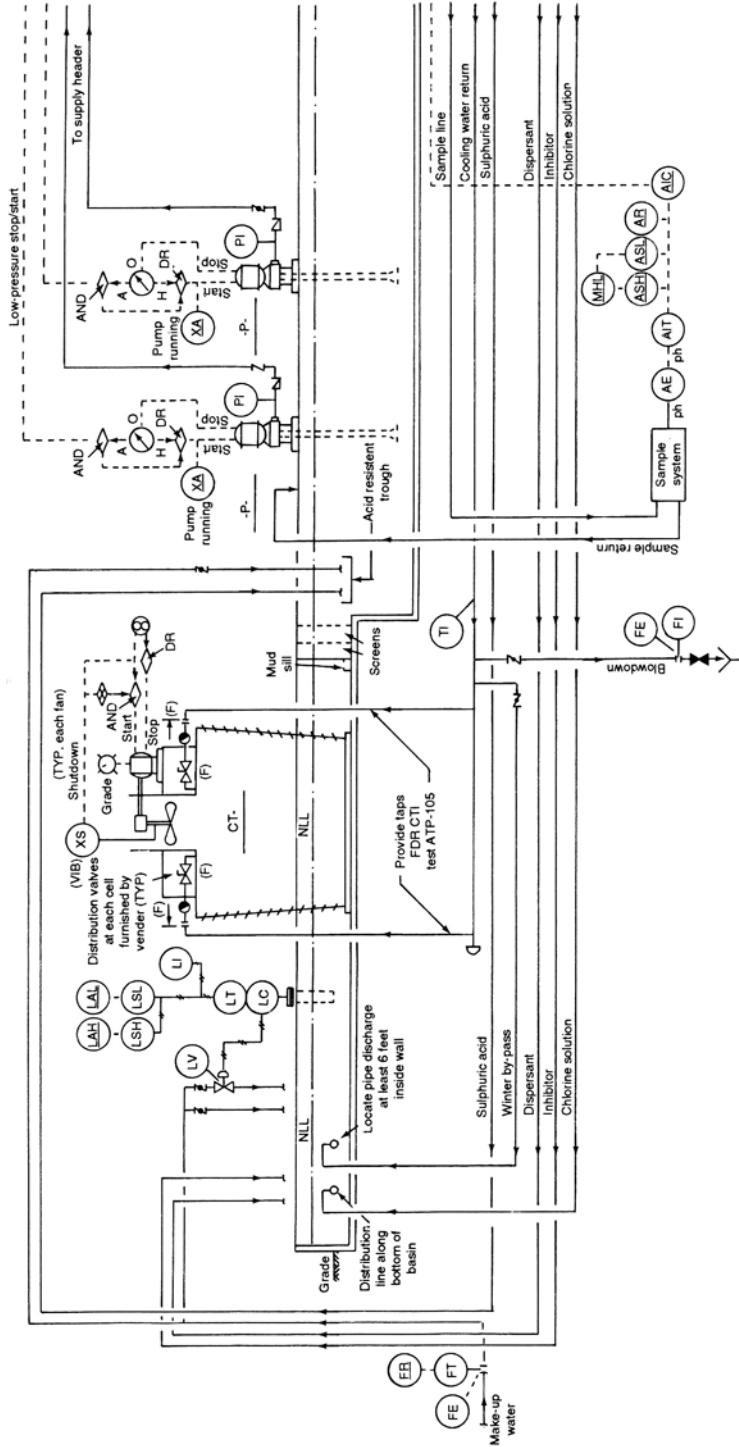 Low-pressure stop/start
To supply header
AND
A
O
H
DR
Stop
Start
Pump
running
XA
PI
-P-
AND
A
O
H
DR
Stop
Start
Pump
running
XA
PI
-P-
Acid resistent
trough
Sample line
Cooling water return
Sulphuric acid
Dispersant
Inhibitor
Chlorine solution
MHL
ASH
ASL
AR
AIC
AE
ph
AIT
ph
Sample
system
Sample return
(TYP. each fan)
Shutdown
(VIB)
XS
Grade
AND
Start
Stop
DR
Distribution valves
at each cell
furnished by
vender (TYP)
(F)
(F)
(F)
(F)
CT-
NLL
Mud
sill
Screens
TI
Provide taps
FDR CTI
test ATP-105
Blowdown
FE
FI
LAH
LAL
LSH
LSL
LI
LT
LC
LV
NLL
Locate pipe discharge
at least 6 feet
inside wall
Sulphuric acid
Winter by-pass
Dispersant
Inhibitor
Chlorine solution
Grade
Distribution
line along
bottom of
basin
FR
FT
FE
Make-up
water